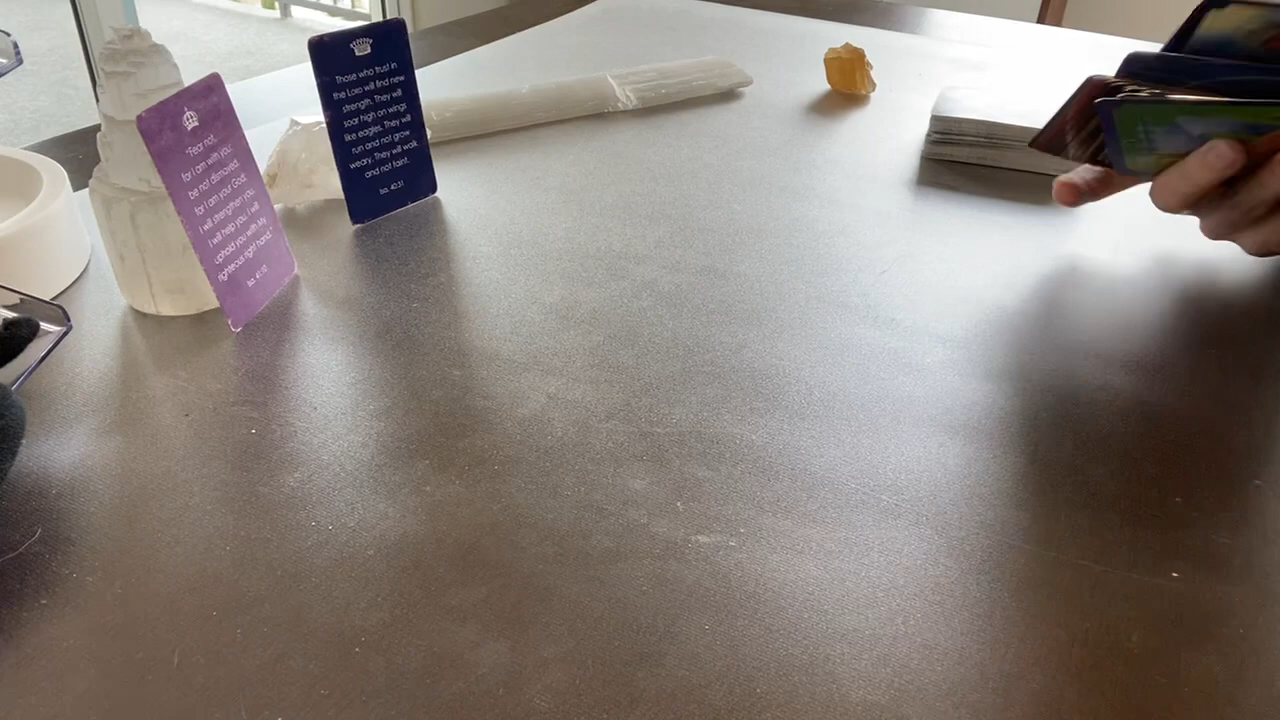 "Fear not,
for I am with you;
be not dismayed,
for I am your God;
I will strengthen you,
I will help you, I will
uphold you with My
righteous right hand."
Isa. 41:10
Those who trust in
the LORD will find new
strength. They will
soar high on wings
like eagles. They will
run and not grow
weary. They will walk
and not faint.
Isa. 40:31